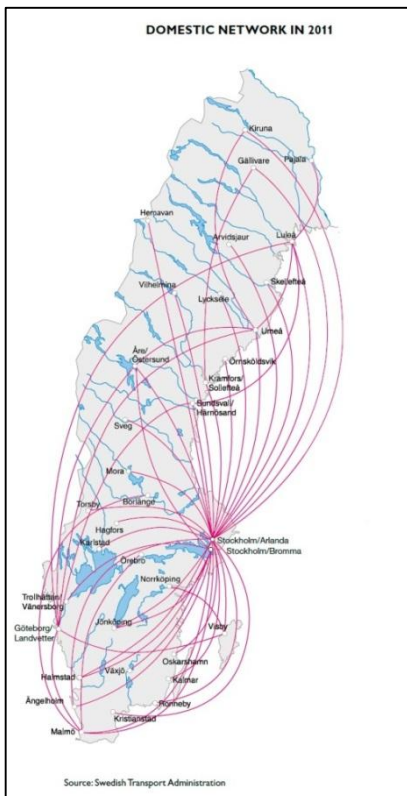 DOMESTIC NETWORK IN 2011
Kiruna
Gällivare
Pajala
Hemavan
Arvidsjaur
Luleå
Skellefteå
Vilhelmina
Lycksele
Umeå
Åre/
Östersund
Örnsköldsvik
Kramfors/
Sollefteå
Sundsvall/
Härnösand
Sveg
Mora
Torsby
Borlänge
Hagfors
Karlstad
Stockholm/Arlanda
Stockholm/Bromma
Örebro
Norrköping
Trollhättan/
Vänersborg
Jönköping
Göteborg/
Landvetter
Visby
Oskarshamn
Halmstad
Växjö
Kalmar
Ängelholm
Ronneby
Kristianstad
Malmö
Source: Swedish Transport Administration